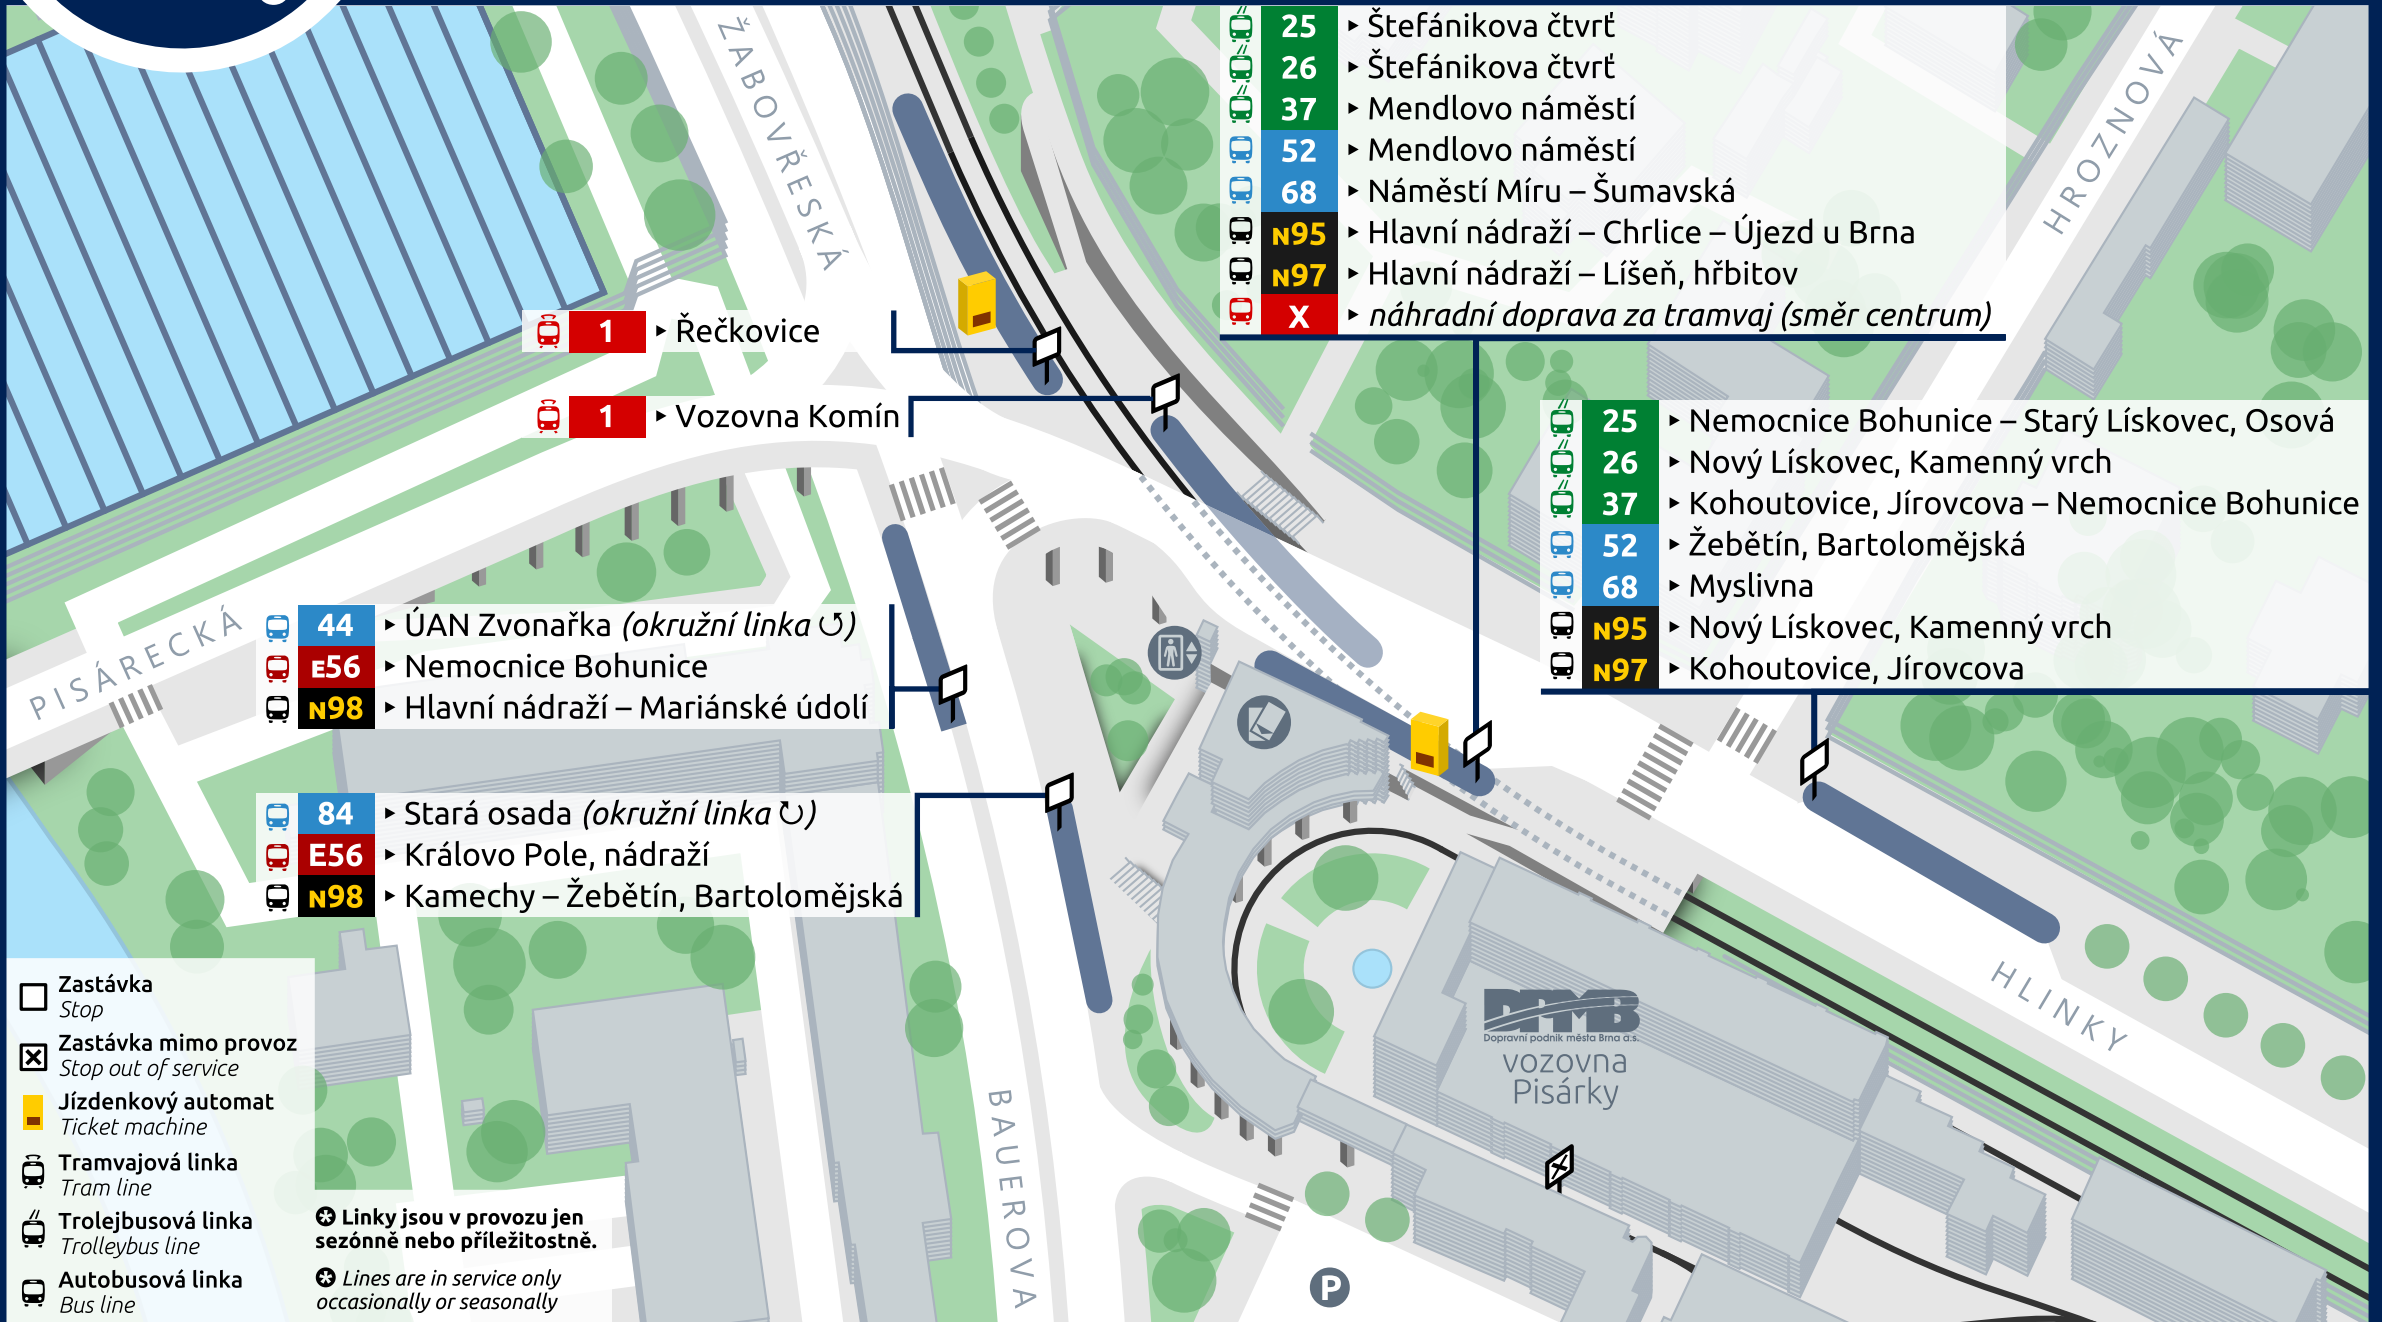 25 ‣ Štefánikova čtvrť
26 ‣ Štefánikova čtvrť
37 ‣ Mendlovo náměstí
52 ‣ Mendlovo náměstí
68 ‣ Náměstí Míru – Šumavská
N95 ‣ Hlavní nádraží – Chrlice – Újezd u Brna
N97 ‣ Hlavní nádraží – Líšeň, hřbitov
X ‣ náhradní doprava za tramvaj (směr centrum)
ŽABOVŘESKÁ
HROZNOVÁ
1 ‣ Řečkovice
1 ‣ Vozovna Komín
25 ‣ Nemocnice Bohunice – Starý Lískovec, Osová
26 ‣ Nový Lískovec, Kamenný vrch
37 ‣ Kohoutovice, Jírovcova – Nemocnice Bohunice
52 ‣ Žebětín, Bartolomějská
68 ‣ Myslivna
N95 ‣ Nový Lískovec, Kamenný vrch
N97 ‣ Kohoutovice, Jírovcova
PISÁRECKÁ
44 ‣ ÚAN Zvonařka (okružní linka ↺)
E56 ‣ Nemocnice Bohunice
N98 ‣ Hlavní nádraží – Mariánské údolí
84 ‣ Stará osada (okružní linka ↻)
E56 ‣ Královo Pole, nádraží
N98 ‣ Kamechy – Žebětín, Bartolomějská
HLINKY
DPMB
Dopravní podnik města Brna a.s.
vozovna
Pisárky
BAUEROVA
P
Zastávka
Stop
Zastávka mimo provoz
Stop out of service
Jízdenkový automat
Ticket machine
Tramvajová linka
Tram line
Trolejbusová linka
Trolleybus line
Autobusová linka
Bus line
✪ Linky jsou v provozu jen
sezónně nebo příležitostně.
✪ Lines are in service only
occasionally or seasonally